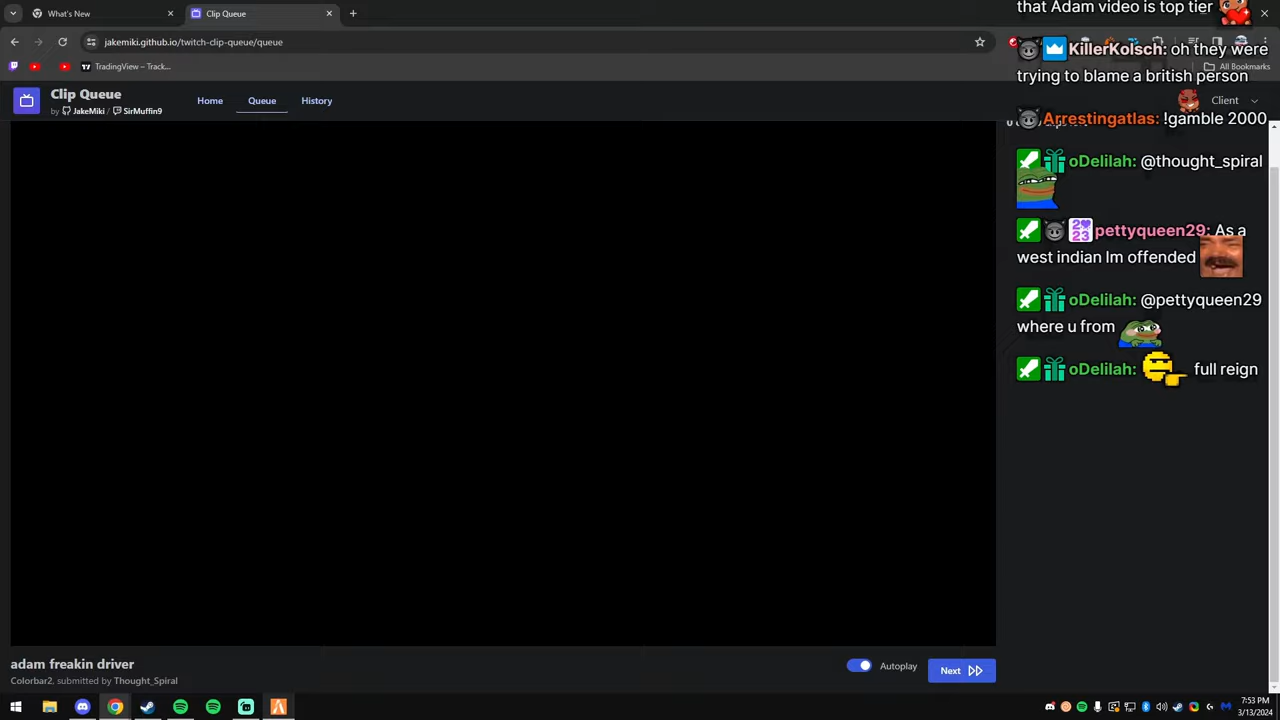 What's New
Clip Queue
jakemiki.github.io/twitch-clip-queue/queue
TradingView – Track...
All Bookmarks
Clip Queue
by JakeMiki / SirMuffin9
Home
Queue
History
Client
that Adam video is top tier
KillerKolsch: oh they were
trying to blame a british person
Arrestingatlas: !gamble 2000
oDelilah: @thought_spiral
pettyqueen29: As a
west indian Im offended
oDelilah: @pettyqueen29
where u from
oDelilah: full reign
adam freakin driver
Colorbar2, submitted by Thought_Spiral
Autoplay
Next
7:53 PM
3/13/2024